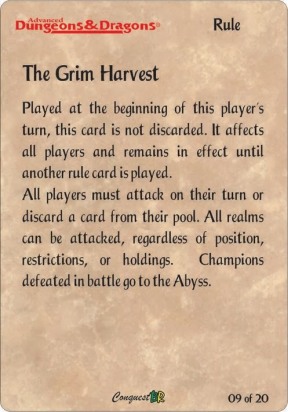 Advanced
Dungeons & Dragons® Rule
The Grim Harvest
Played at the beginning of this player's
turn, this card is not discarded. It affects
all players and remains in effect until
another rule card is played.
All players must attack on their turn or
discard a card from their pool. All realms
can be attacked, regardless of position,
restrictions, or holdings. Champions
defeated in battle go to the Abyss.
Conquest
09 of 20